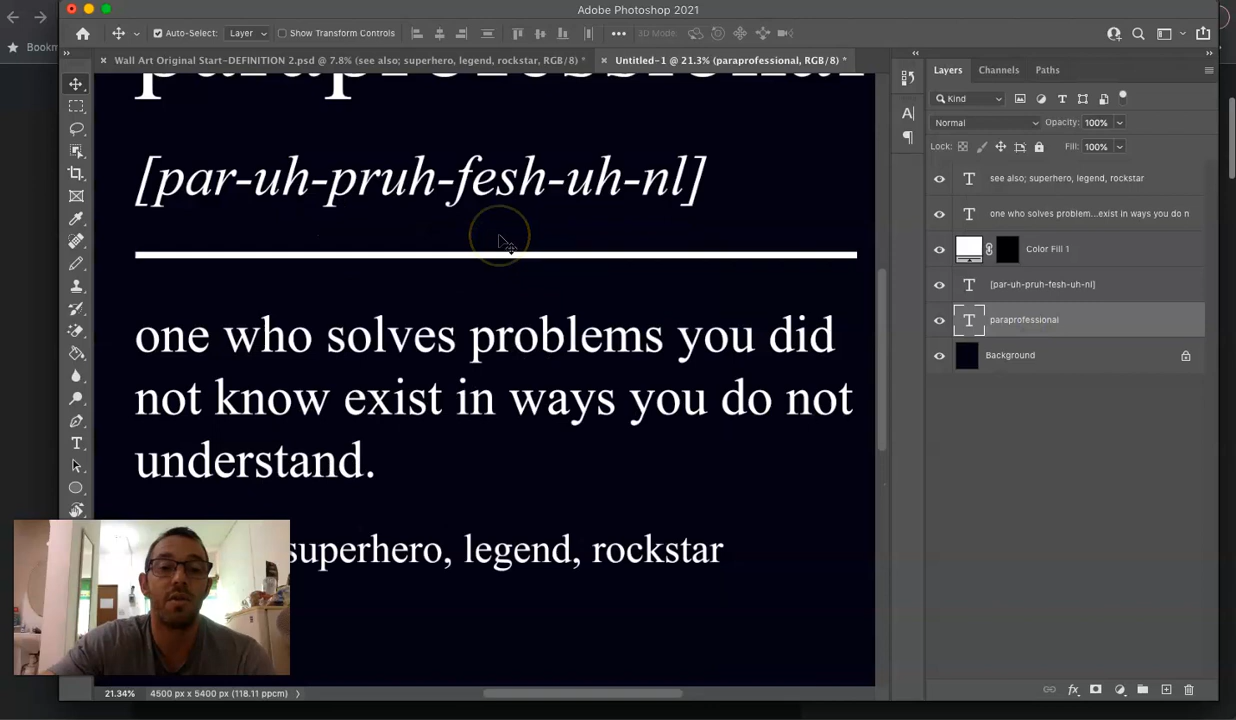 Adobe Photoshop 2021
Auto-Select:
Layer
Show Transform Controls
3D Mode:
Bookm
Wall Art Original Start-DEFINITION 2.psd @ 7.8% (see also; superhero, legend, rockstar, RGB/8) *
Untitled-1 @ 21.3% (paraprofessional, RGB/8) *
paraprofessional
[par-uh-pruh-fesh-uh-nl]
one who solves problems you did
not know exist in ways you do not
understand.
superhero, legend, rockstar
Layers
Channels
Paths
Kind
Normal
Opacity: 100%
Lock:
Fill: 100%
see also; superhero, legend, rockstar
one who solves problem...exist in ways you do n
Color Fill 1
[par-uh-pruh-fesh-uh-nl]
paraprofessional
Background
21.34%
4500 px x 5400 px (118.11 ppcm)